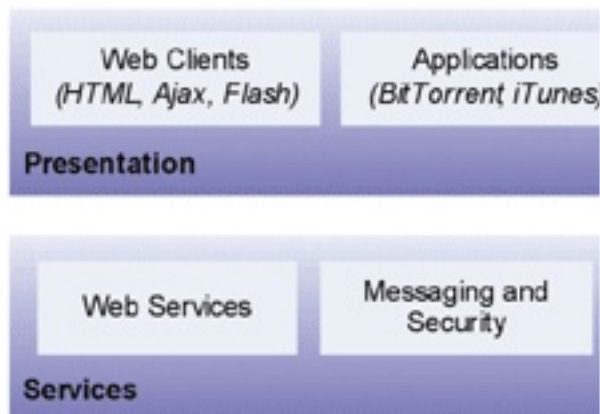 Web Clients
(HTML, Ajax, Flash)
Applications
(BitTorrent, iTunes)
Presentation
Web Services
Messaging and
Security
Services